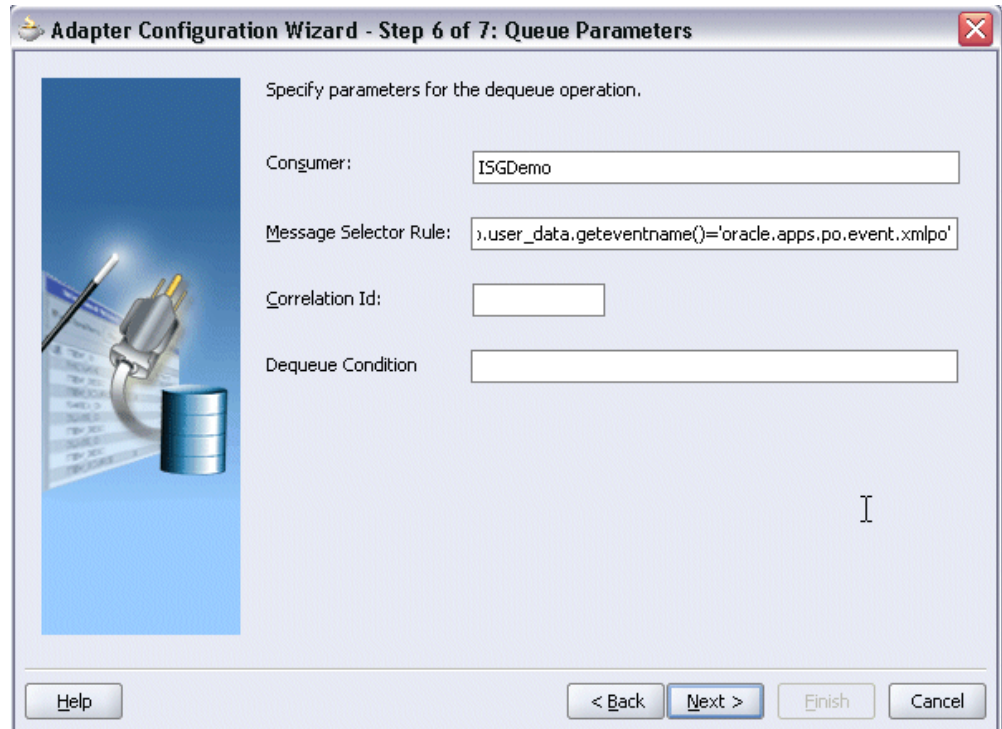 Adapter Configuration Wizard - Step 6 of 7: Queue Parameters
Specify parameters for the dequeue operation.
Consumer: ISGDemo
Message Selector Rule: .user_data.geteventname()='oracle.apps.po.event.xmlpo'
Correlation Id:
Dequeue Condition
Help < Back Next > Finish Cancel